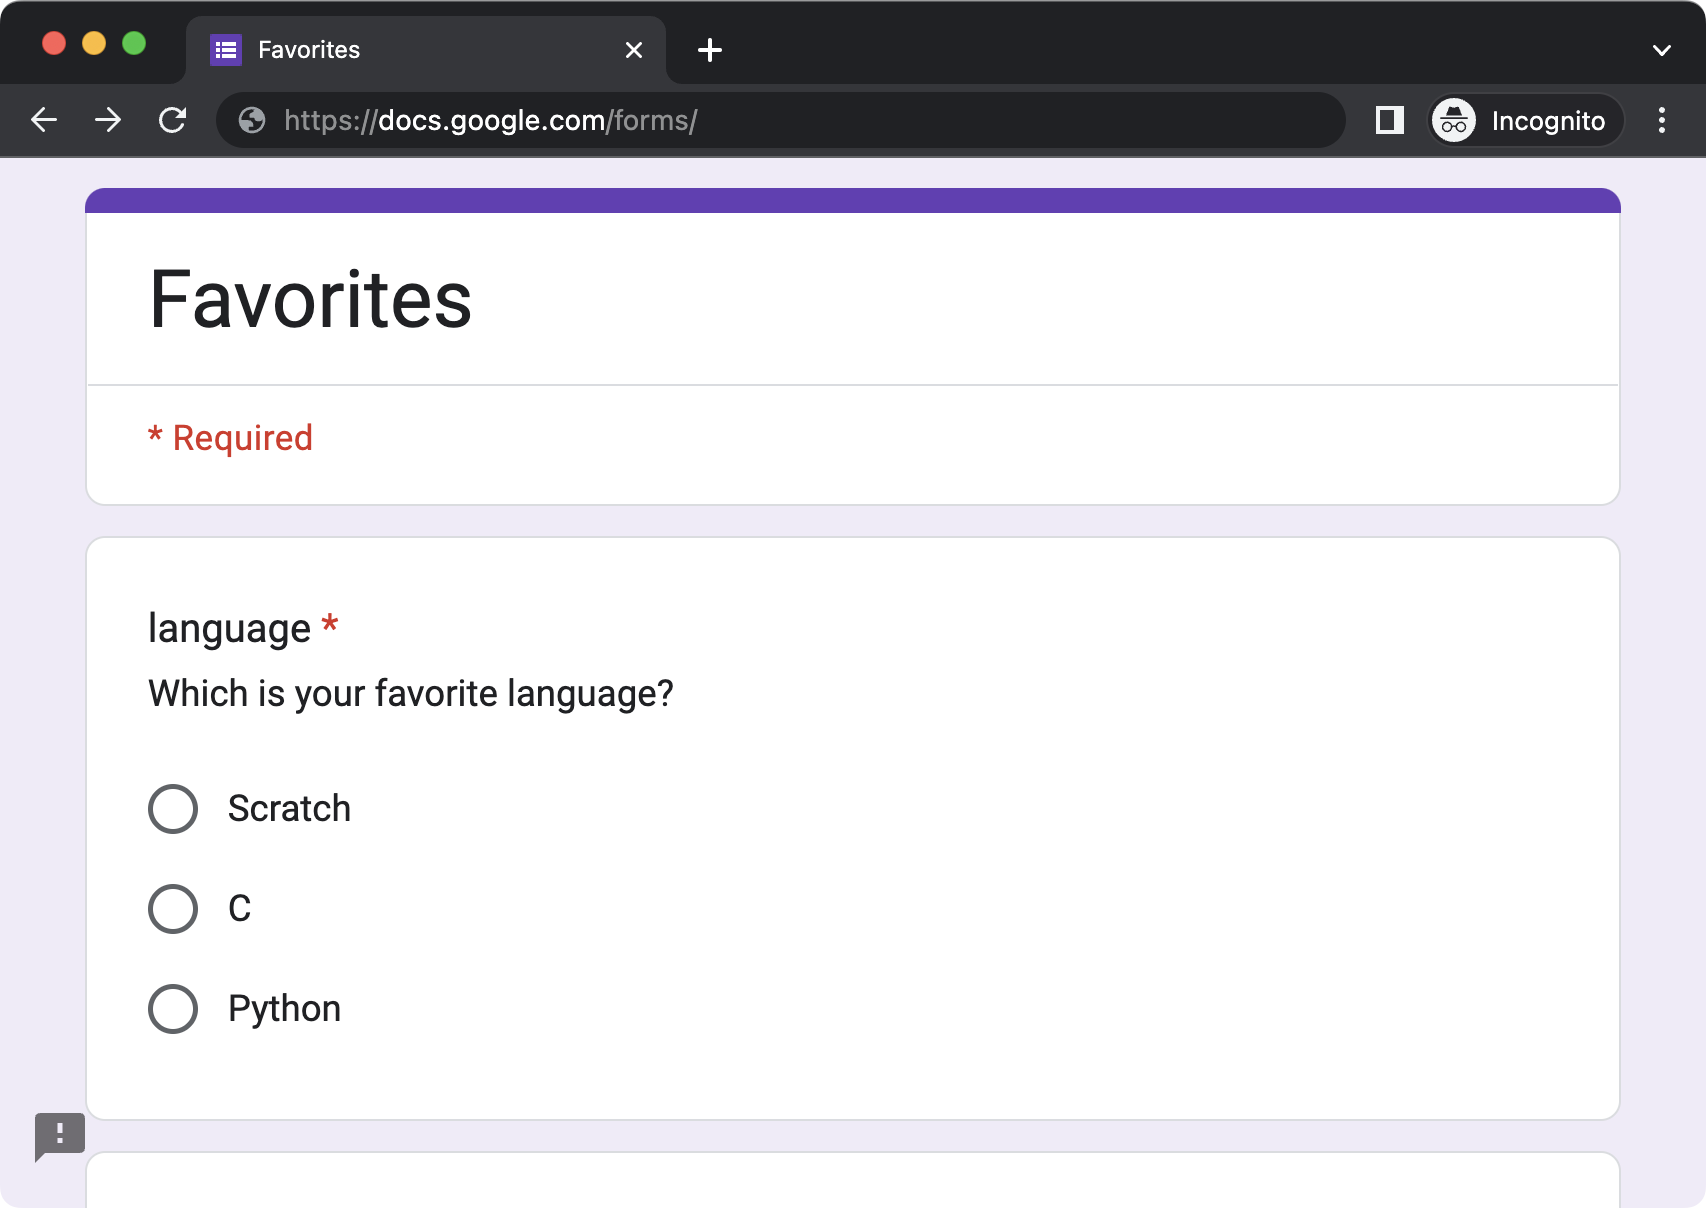 Favorites
https://docs.google.com/forms/
Incognito
Favorites
* Required
language *
Which is your favorite language?
Scratch
C
Python